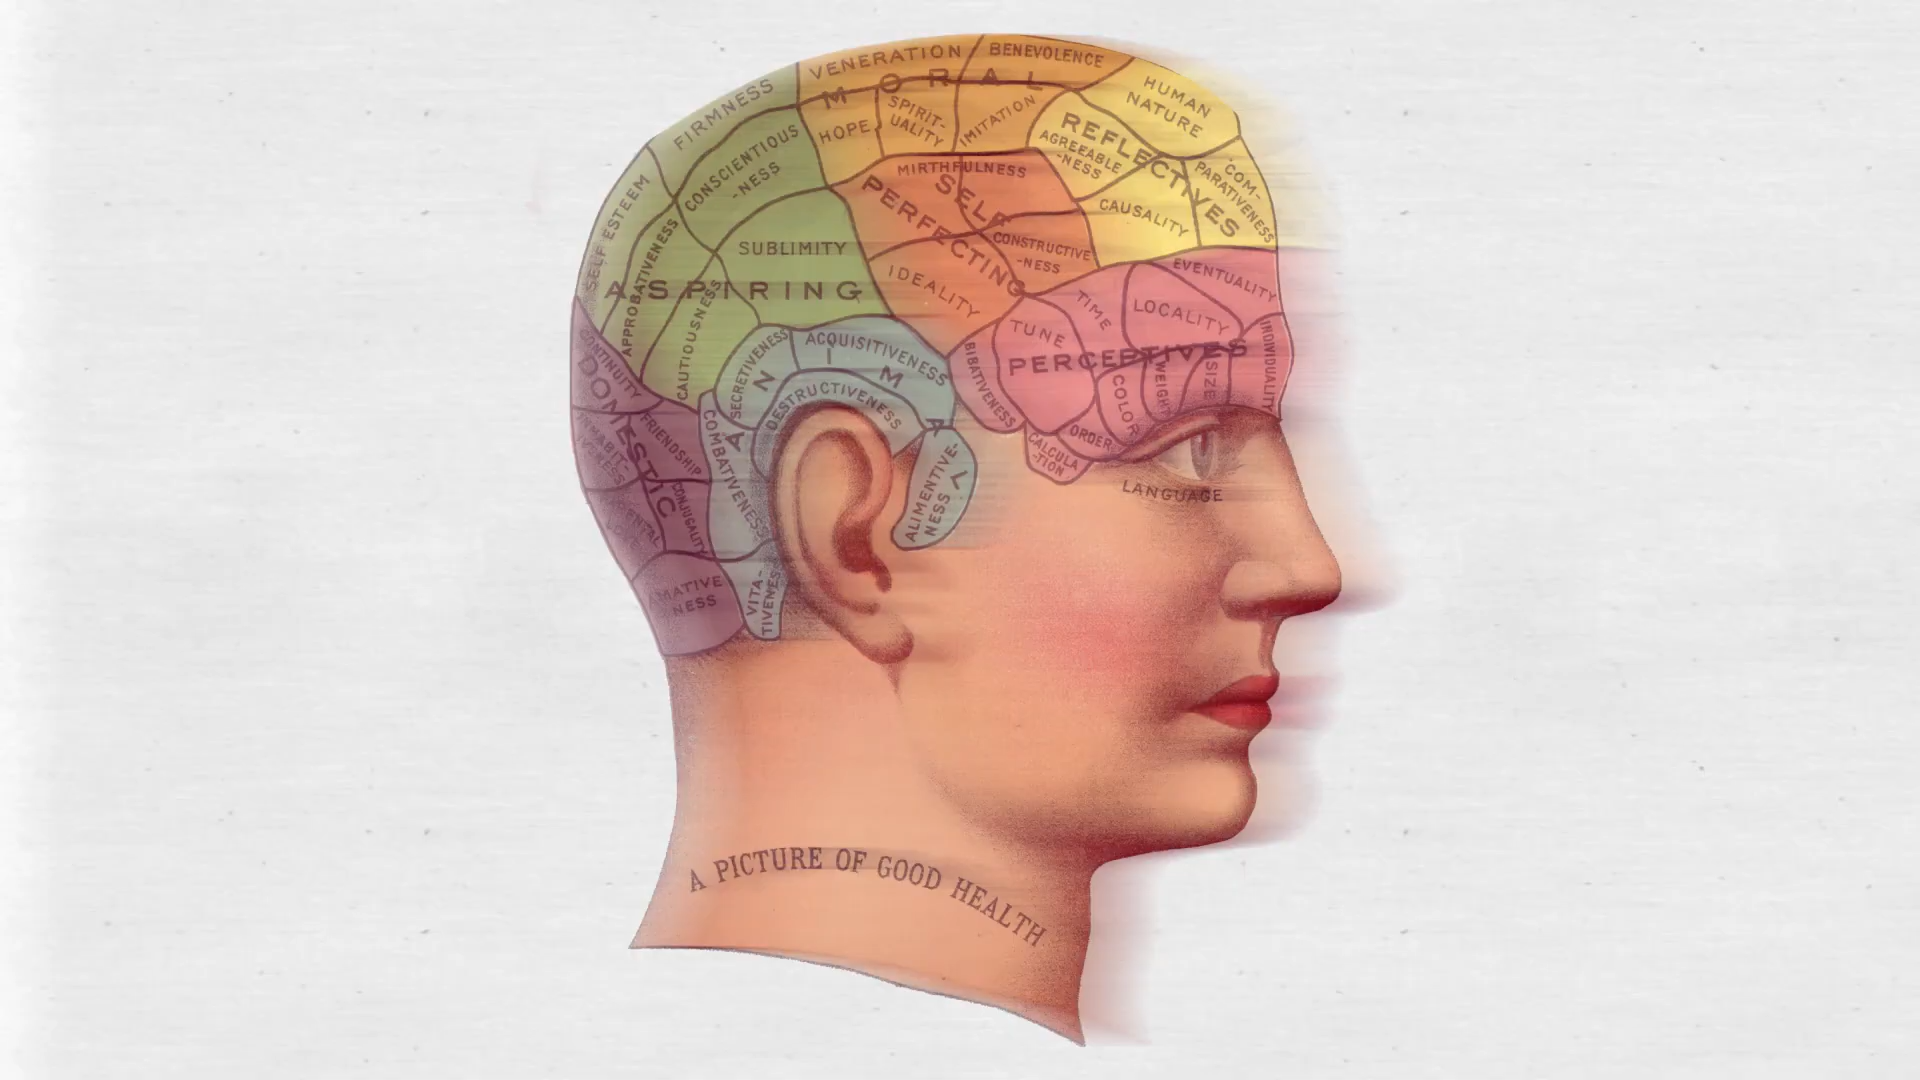 VENERATION
BENEVOLENCE
MORAL
FIRMNESS
HOPE
SPIRIT-
UALITY
IMITATION
HUMAN
NATURE
REFLECTIVES
AGREEABLE
-NESS
COM-
PARATIVENESS
CAUSALITY
CONSCIENTIOUS
-NESS
MIRTHFULNESS
SELF
PERFECTING
CONSTRUCTIVE
-NESS
IDEALITY
SELF ESTEEM
APPROBATIVENESS
SUBLIMITY
ASPIRING
CAUTIOUSNESS
EVENTUALITY
LOCALITY
TIME
TUNE
PERCEPTIVES
INDIVIDUALITY
BIBATIVENESS
COLOR
WEIGHT
SIZE
ORDER
CALCULA
-TION
LANGUAGE
ACQUISITIVENESS
SECRETIVENESS
DESTRUCTIVENESS
ANIMAL
COMBATIVENESS
ALIMENTIVE
NESS
VITA-
TIVENESS
CONTINUITY
DOMESTIC
FRIENDSHIP
CONJUGALITY
AMATIVE
NESS
A PICTURE OF GOOD HEALTH